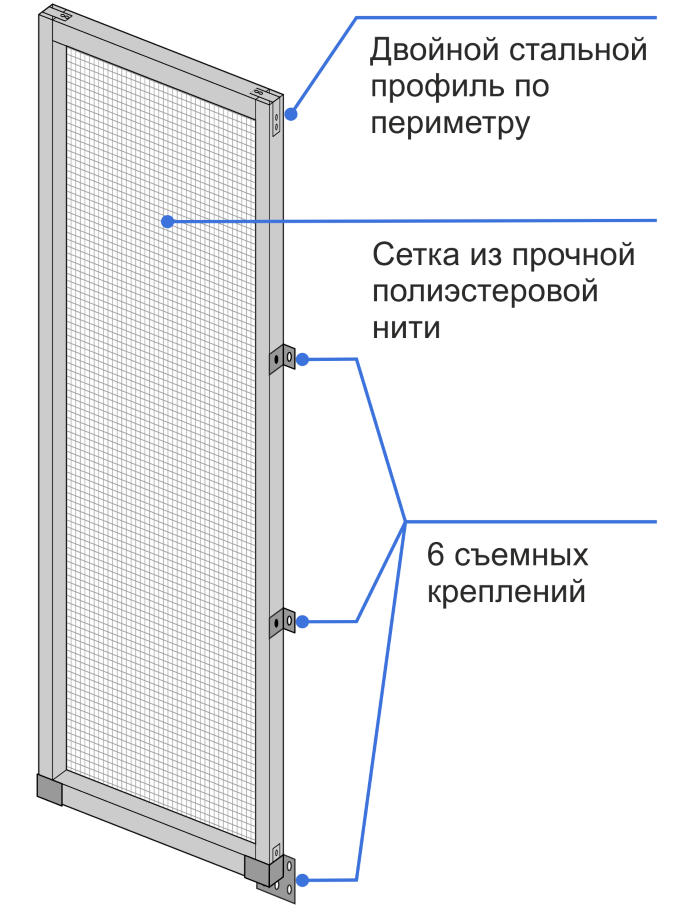 Двойной стальной
профиль по
периметру
Сетка из прочной
полиэстеровой
нити
6 съемных
креплений